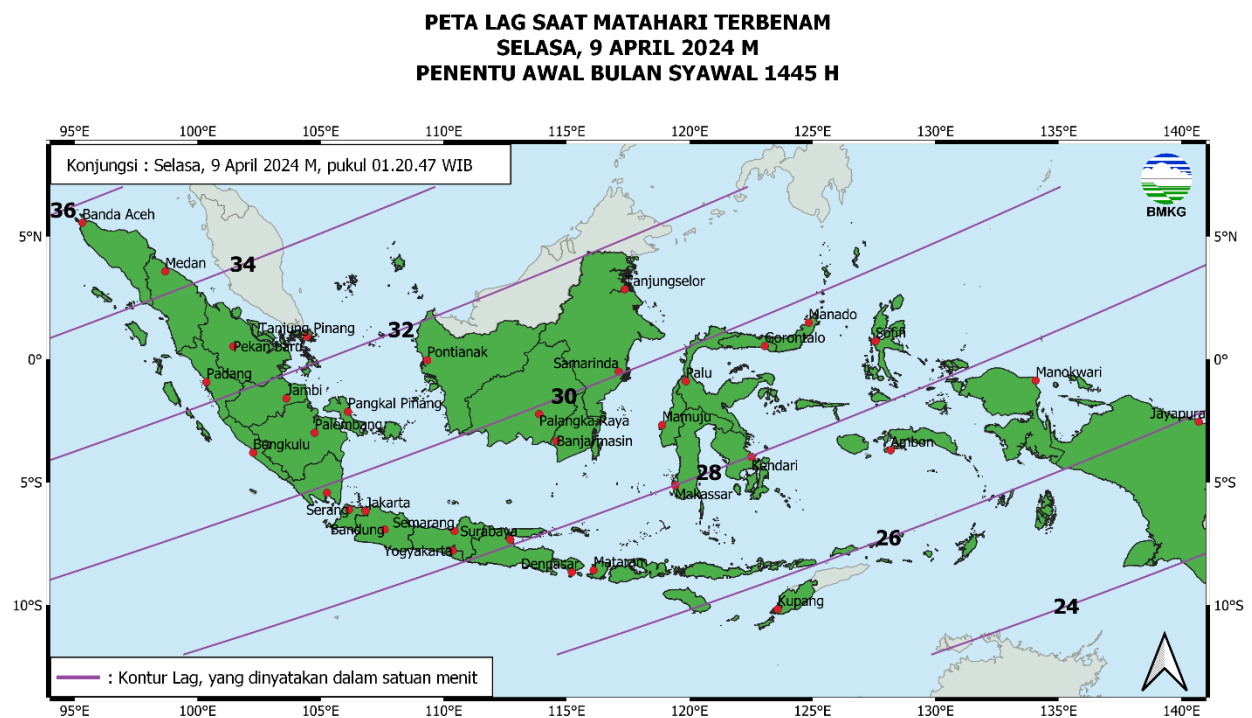 PETA LAG SAAT MATAHARI TERBENAM
SELASA, 9 APRIL 2024 M
PENENTU AWAL BULAN SYAWAL 1445 H
95°E 100°E 105°E 110°E 115°E 120°E 125°E 130°E 135°E 140°E
Konjungsi : Selasa, 9 April 2024 M, pukul 01.20.47 WIB
BMKG
36
Banda Aceh
5°N 5°N
Medan
34
Tanjungselor
Manado
Tanjung Pinang
32
Sofifi
Gorontalo
Pekan Baru
Pontianak
0° 0°
Samarinda
Padang
Palu
Manokwari
Jambi
30
Pangkal Pinang
Palangka Raya
Mamuju
Jayapura
Palembang
Banjarmasin
Bengkulu
Ambon
Kendari
28
5°S 5°S
Makassar
Serang
Jakarta
Bandung
Semarang
Surabaya
26
Yogyakarta
Denpasar
Mataram
Kupang
24
10°S 10°S
: Kontur Lag, yang dinyatakan dalam satuan menit
95°E 100°E 105°E 110°E 115°E 120°E 125°E 130°E 135°E 140°E